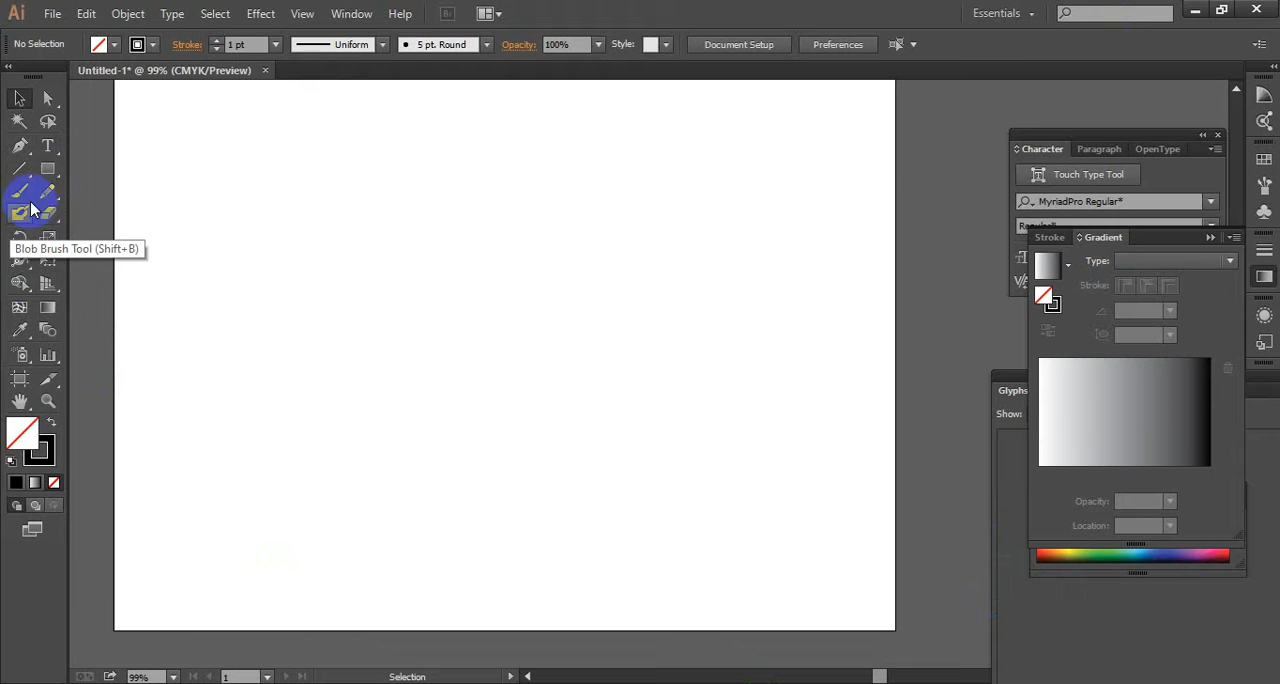 Ai File Edit Object Type Select Effect View Window Help Br Essentials
No Selection Stroke: 1 pt Uniform 5 pt. Round Opacity: 100% Style: Document Setup Preferences
Untitled-1* @ 99% (CMYK/Preview)
Character Paragraph OpenType
Touch Type Tool
MyriadPro Regular*
Regular*
Stroke Gradient
Blob Brush Tool (Shift+B)
Type:
Stroke:
Glyphs
Show:
Opacity:
Location:
99% 1 Selection